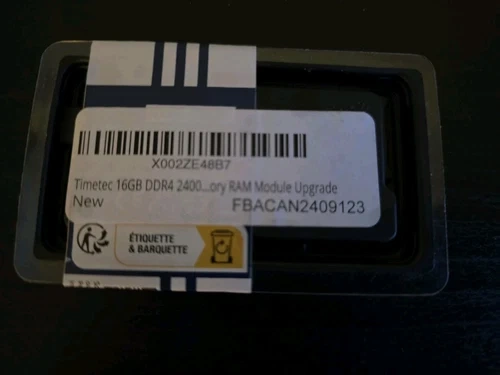 X002ZE48B7
Timetec 16GB DDR4 2400...ory RAM Module Upgrade
New FBACAN2409123
ÉTIQUETTE
& BARQUETTE